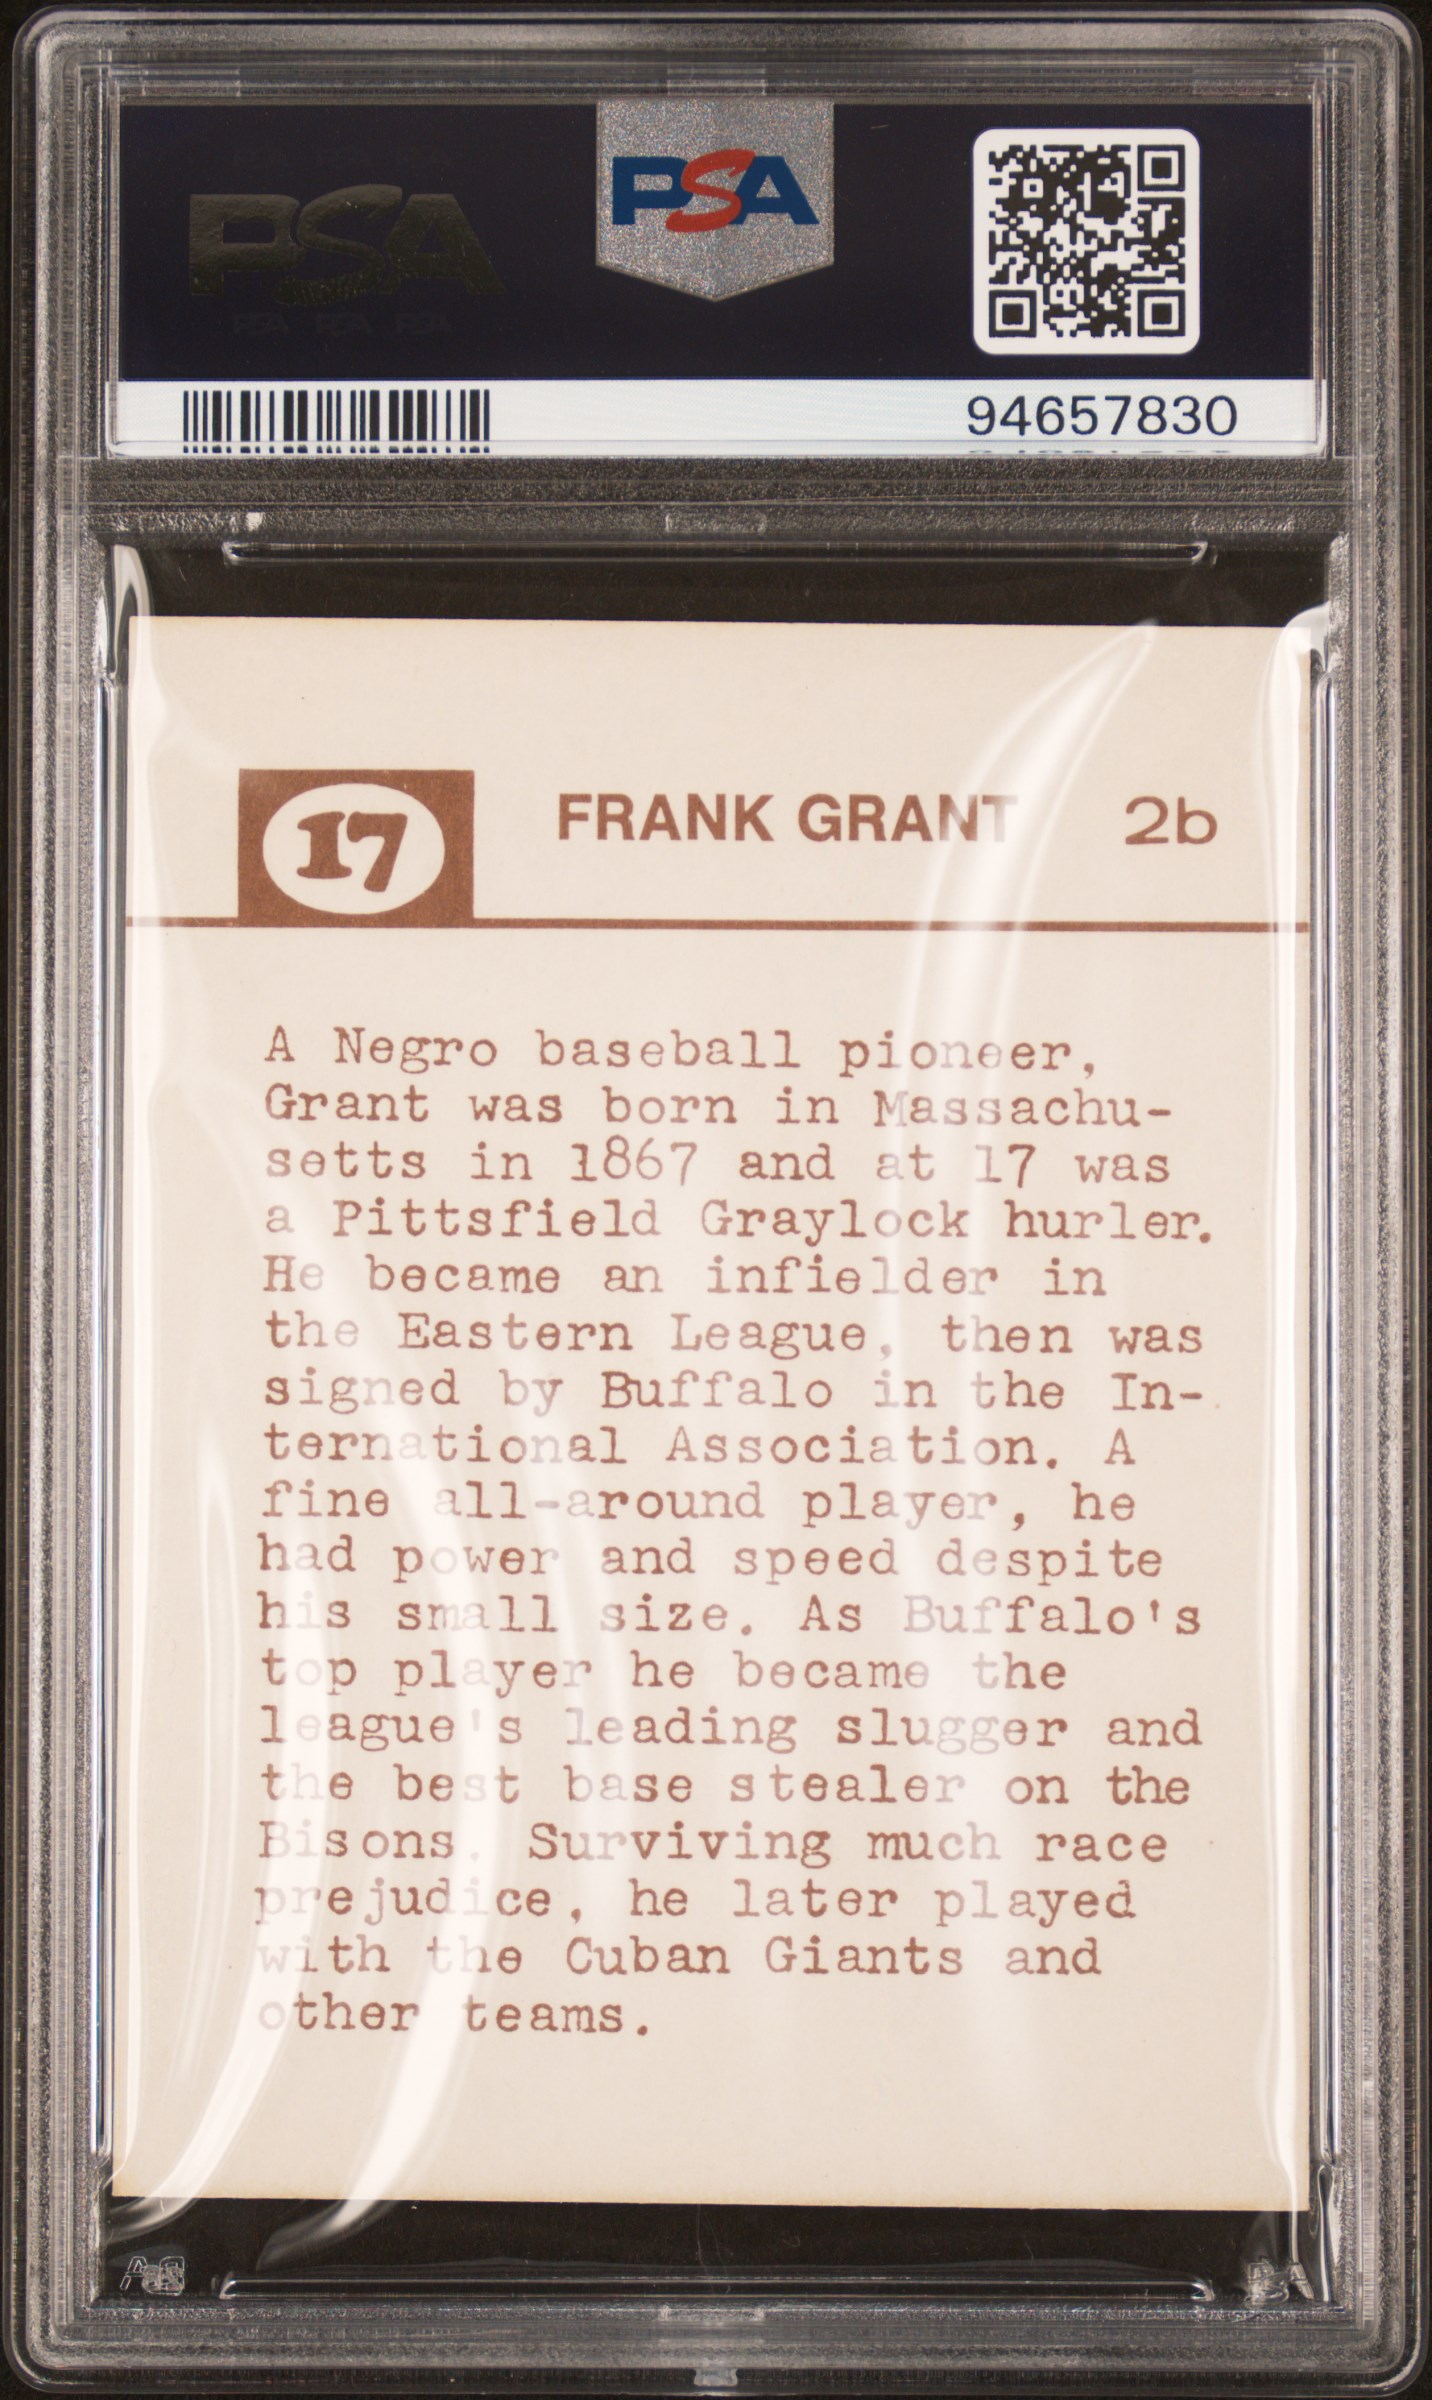 PSA
PSA
94657830
17
FRANK GRANT 2b
A Negro baseball pioneer,
Grant was born in Massachu-
setts in 1867 and at 17 was
a Pittsfield Graylock hurler.
He became an infielder in
the Eastern League, then was
signed by Buffalo in the In-
ternational Association. A
fine all-around player, he
had power and speed despite
his small size. As Buffalo's
top player he became the
league's leading slugger and
the best base stealer on the
Bisons. Surviving much race
prejudice, he later played
with the Cuban Giants and
other teams.